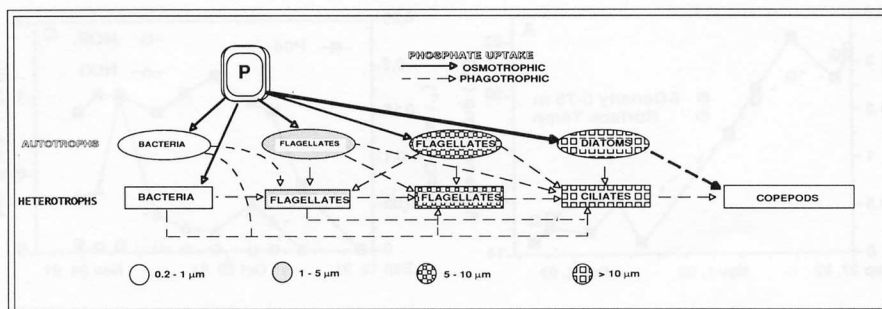 PHOSPHATE UPTAKE
P
OSMOTROPHIC
PHAGOTROPHIC
AUTOTROPHS
BACTERIA
FLAGELLATES
FLAGELLATES
DIATOMS
HETEROTROPHS
BACTERIA
FLAGELLATES
FLAGELLATES
CILIATES
COPEPODS
0.2 - 1 µm
1 - 5 µm
5 - 10 µm
> 10 µm